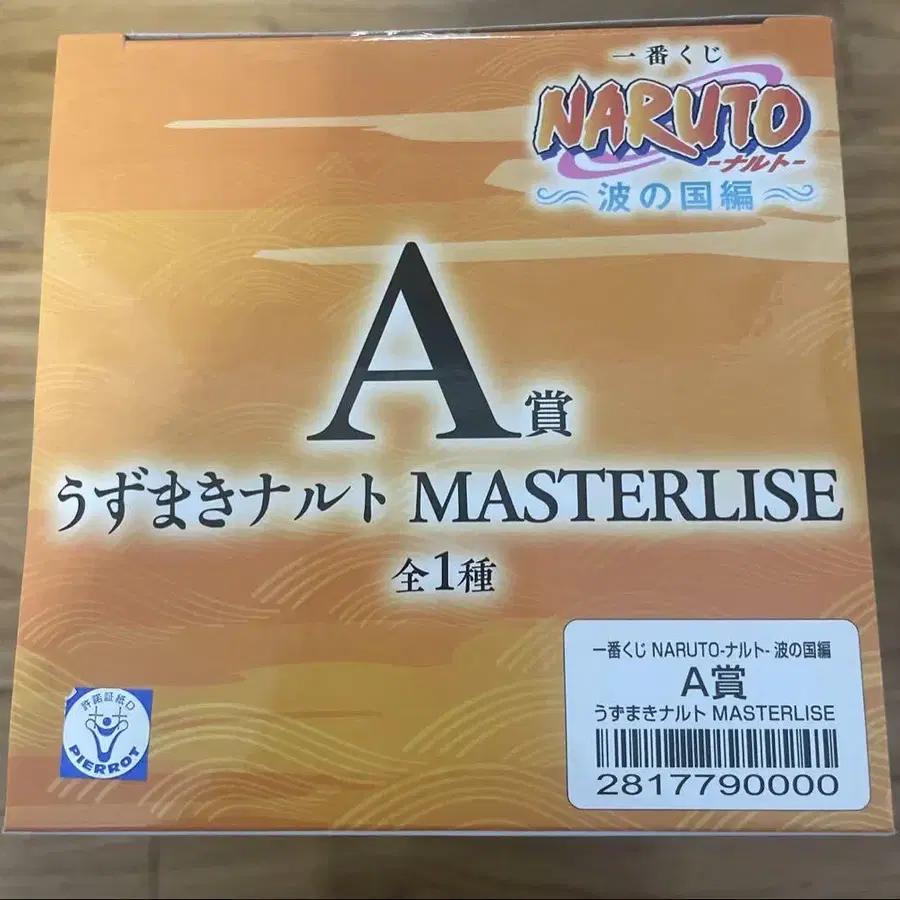 一番くじ
NARUTO
-ナルト-
波の国編
A賞
うずまきナルト MASTERLISE
全1種
許諾証紙D
PIERROT
一番くじ NARUTO-ナルト- 波の国編
A賞
うずまきナルト MASTERLISE
2817790000